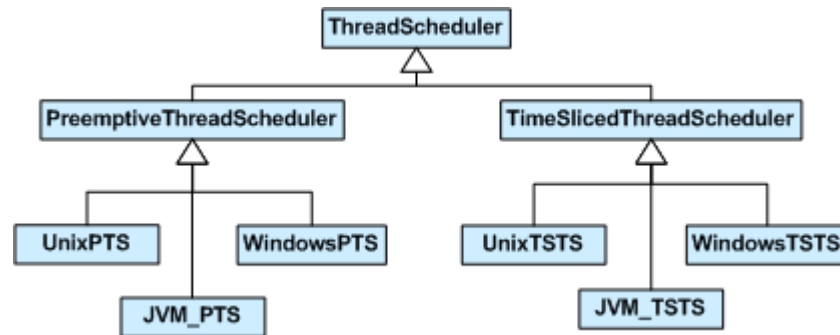 ThreadScheduler
PreemptiveThreadScheduler
TimeSlicedThreadScheduler
UnixPTS
WindowsPTS
UnixTSTS
WindowsTSTS
JVM_PTS
JVM_TSTS